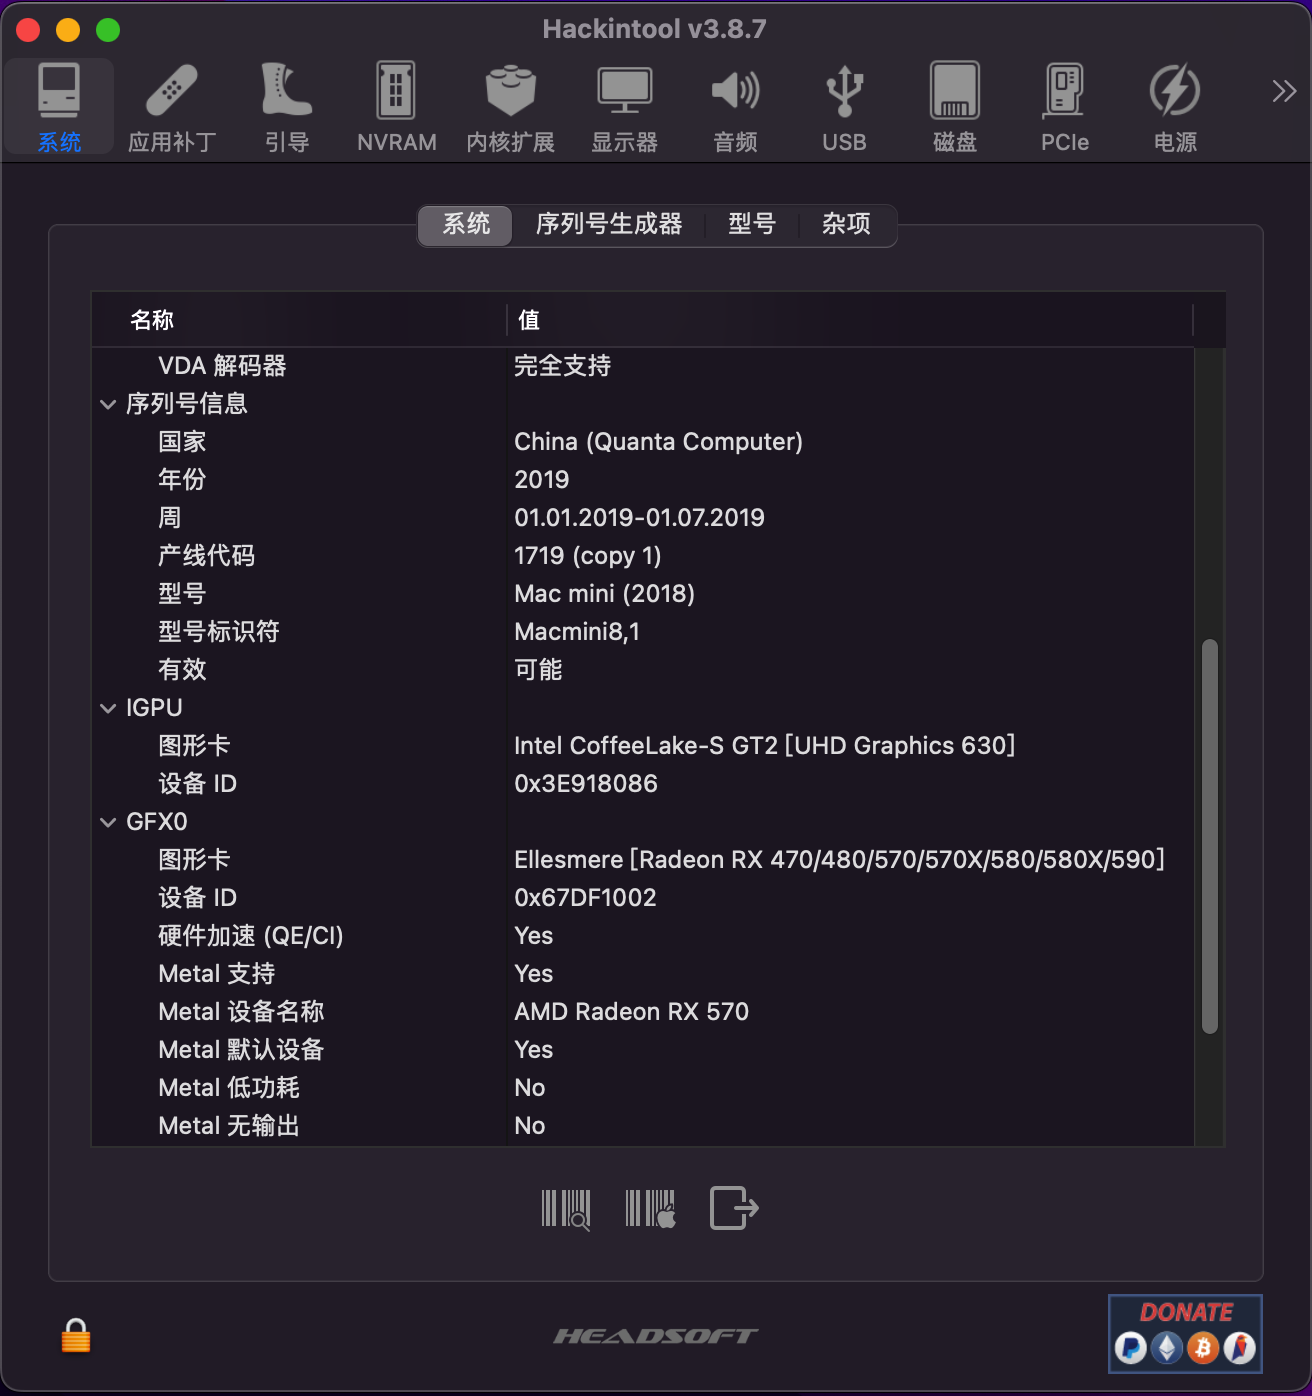 Hackintool v3.8.7
系统 应用补丁 引导 NVRAM 内核扩展 显示器 音频 USB 磁盘 PCIe 电源
系统 序列号生成器 型号 杂项
名称 值
VDA 解码器 完全支持
序列号信息
国家 China (Quanta Computer)
年份 2019
周 01.01.2019-01.07.2019
产线代码 1719 (copy 1)
型号 Mac mini (2018)
型号标识符 Macmini8,1
有效 可能
IGPU
图形卡 Intel CoffeeLake-S GT2 [UHD Graphics 630]
设备 ID 0x3E918086
GFX0
图形卡 Ellesmere [Radeon RX 470/480/570/570X/580/580X/590]
设备 ID 0x67DF1002
硬件加速 (QE/CI) Yes
Metal 支持 Yes
Metal 设备名称 AMD Radeon RX 570
Metal 默认设备 Yes
Metal 低功耗 No
Metal 无输出 No
HEADSOFT
DONATE